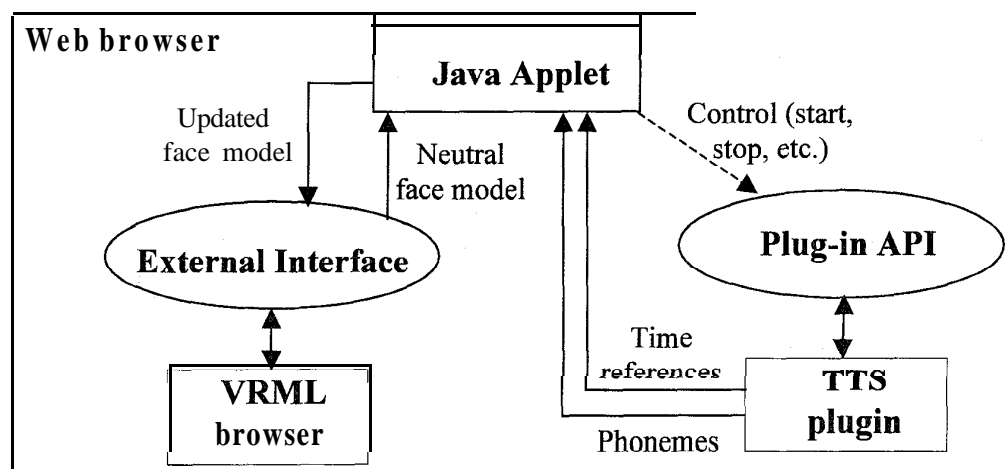 Web browser
Java Applet
Updated
face model
Neutral
face model
Control (start,
stop, etc.)
External Interface
Plug-in API
Time
references
VRML
browser
TTS
plugin
Phonemes